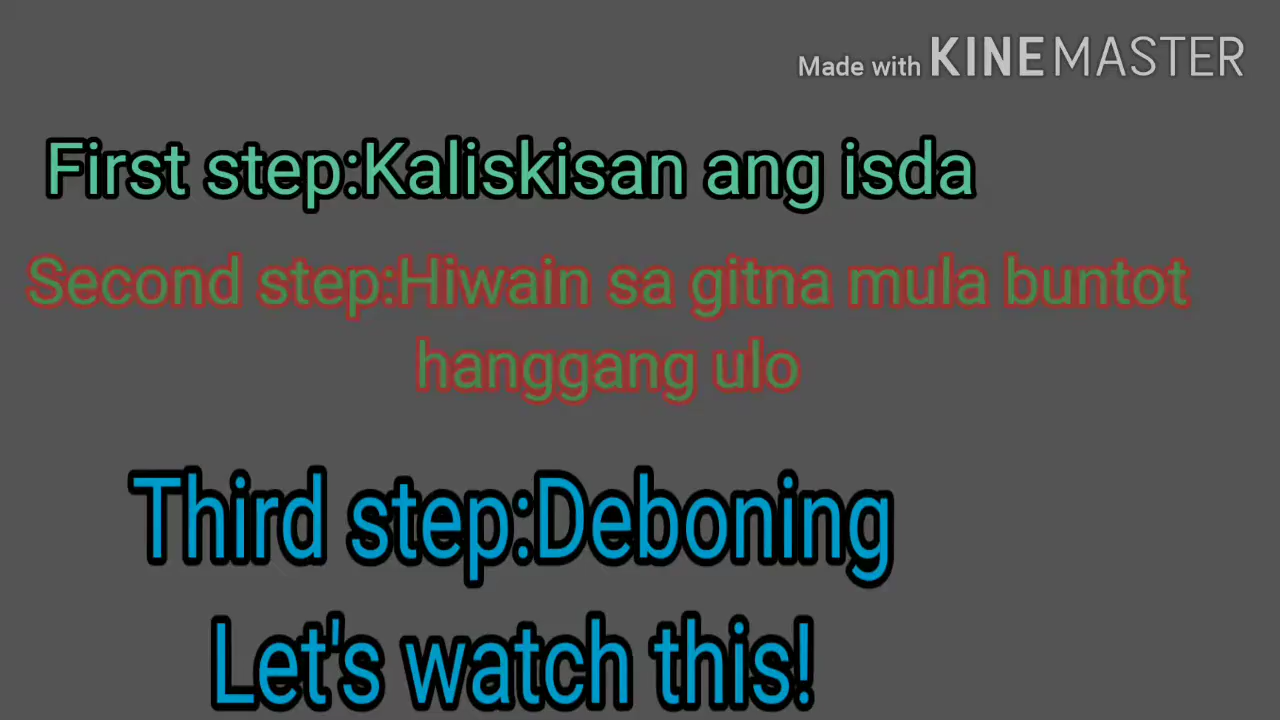 Made with KINEMASTER
First step:Kaliskisan ang isda
Second step:Hiwain sa gitna mula buntot
hanggang ulo
Third step:Deboning
Let's watch this!